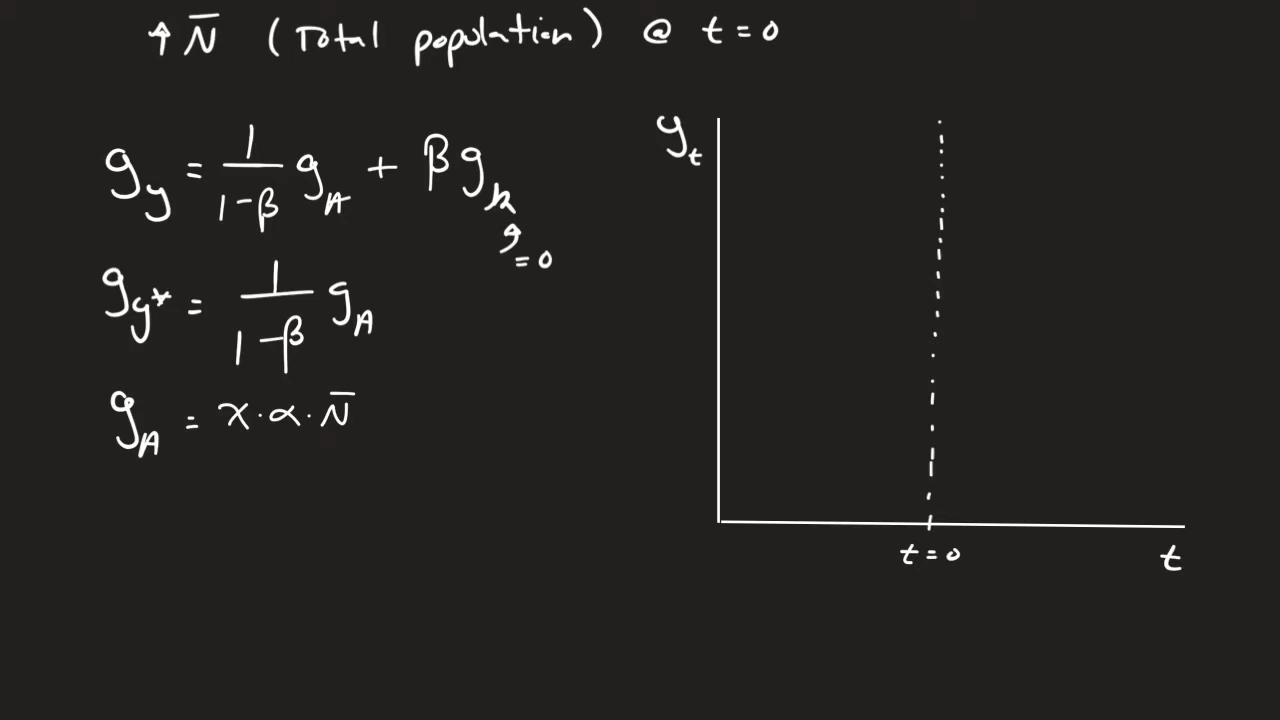 ↑ N̄ (Total population) @ t = 0
g_y = 1/(1-β) g_A + β g_k
= 0
g_y* = 1/(1-β) g_A
g_A = χ · α · N̄
y_t
t = 0
t